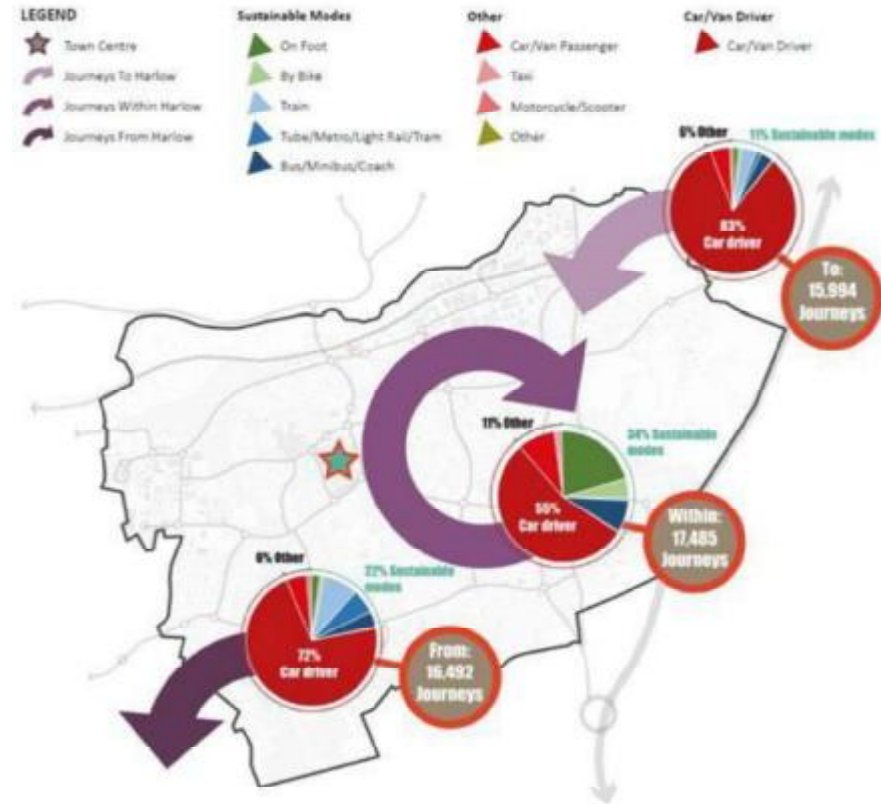 LEGEND
Town Centre
Journeys To Harlow
Journeys Within Harlow
Journeys From Harlow
Sustainable Modes
On Foot
By Bike
Train
Tube/Metro/Light Rail/Tram
Bus/Minibus/Coach
Other
Car/Van Passenger
Taxi
Motorcycle/Scooter
Other
Car/Van Driver
Car/Van Driver
6% Other
11% Sustainable modes
83%
Car driver
To:
15,994
Journeys
11% Other
34% Sustainable
modes
55%
Car driver
Within:
17,485
Journeys
6% Other
22% Sustainable
modes
72%
Car driver
From:
16,492
Journeys